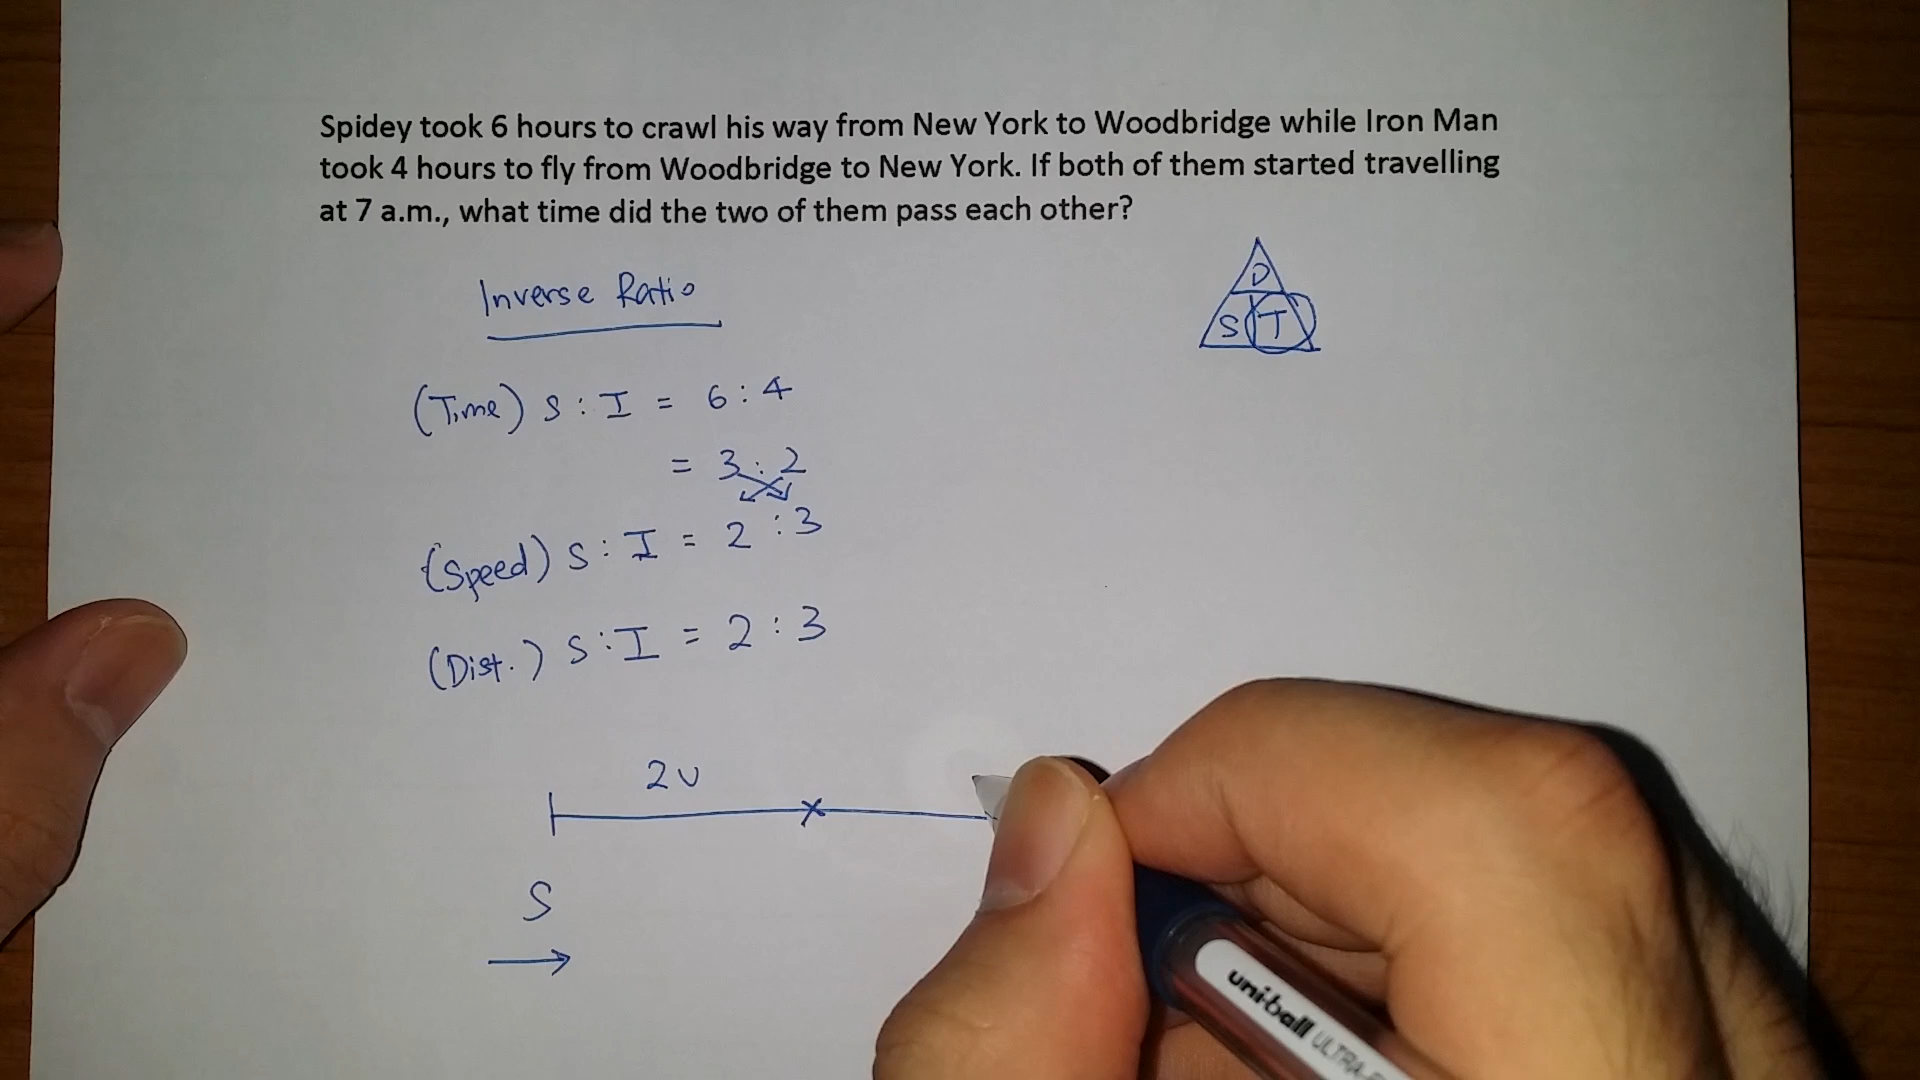 Spidey took 6 hours to crawl his way from New York to Woodbridge while Iron Man
took 4 hours to fly from Woodbridge to New York. If both of them started travelling
at 7 a.m., what time did the two of them pass each other?
Inverse Ratio
D
S T
(Time) S : I = 6 : 4
= 3 : 2
(Speed) S : I = 2 : 3
(Dist.) S : I = 2 : 3
2u
S
uni-ball ULTRA